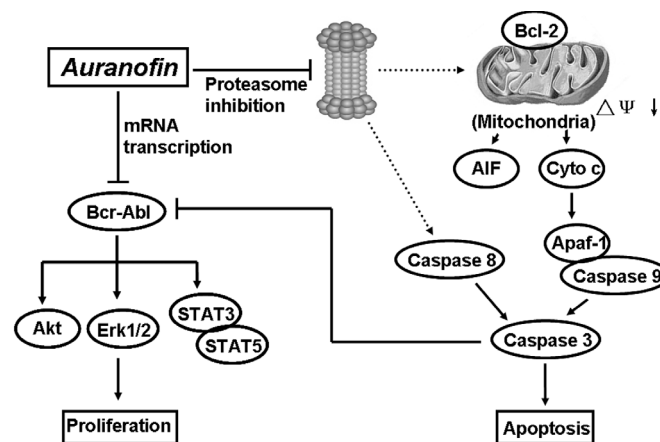 Bcl-2
Auranofin
Proteasome
inhibition
△ Ψ ↓
(Mitochondria)
mRNA
transcription
AIF
Cyto c
Bcr-Abl
Apaf-1
Caspase 8
Caspase 9
Akt
Erk1/2
STAT3
STAT5
Caspase 3
Proliferation
Apoptosis